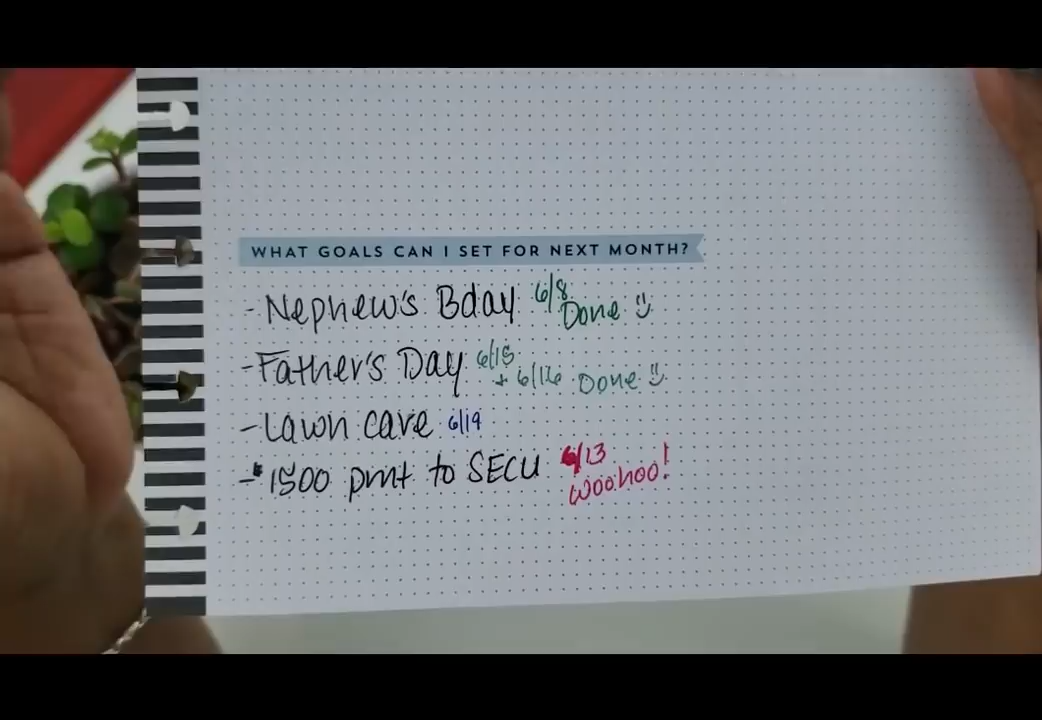 WHAT GOALS CAN I SET FOR NEXT MONTH?
- Nephew's Bday 6/8 Done
- Father's Day 6/15 + 6/16 Done
- Lawn care 6/19
- $1500 pmt to SECU 6/13 Woohoo!